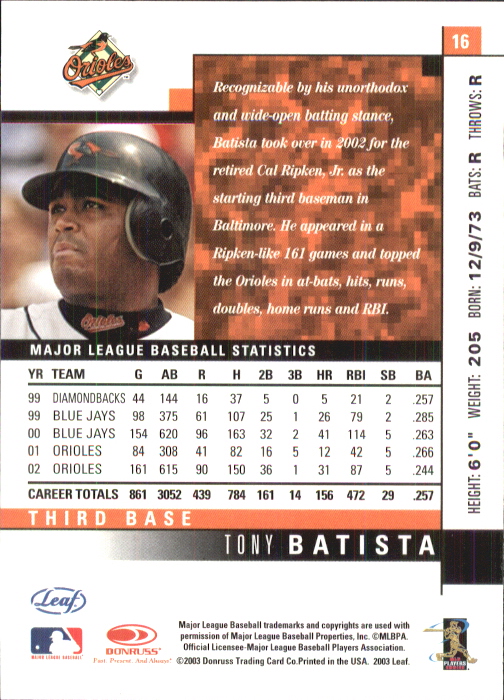 16
Orioles
Recognizable by his unorthodox
and wide-open batting stance,
Batista took over in 2002 for the
retired Cal Ripken, Jr. as the
starting third baseman in
Baltimore. He appeared in a
Ripken-like 161 games and topped
the Orioles in at-bats, hits, runs,
doubles, home runs and RBI.
Orioles
HEIGHT: 6'0" WEIGHT: 205 BORN: 12/9/73 BATS: R THROWS: R
MAJOR LEAGUE BASEBALL STATISTICS
YR TEAM G AB R H 2B 3B HR RBI SB BA
99 DIAMONDBACKS 44 144 16 37 5 0 5 21 2 .257
99 BLUE JAYS 98 375 61 107 25 1 26 79 2 .285
00 BLUE JAYS 154 620 96 163 32 2 41 114 5 .263
01 ORIOLES 84 308 41 82 16 5 12 42 5 .266
02 ORIOLES 161 615 90 150 36 1 31 87 5 .244
CAREER TOTALS 861 3052 439 784 161 14 156 472 29 .257
THIRD BASE
TONY BATISTA
Leaf
MAJOR LEAGUE BASEBALL
DONRUSS
Past, Present, And Always
Major League Baseball trademarks and copyrights are used with
permission of Major League Baseball Properties, Inc. ©MLBPA.
Official Licensee-Major League Baseball Players Association.
©2003 Donruss Trading Card Co.Printed in the USA. 2003 Leaf.
PLAYERS